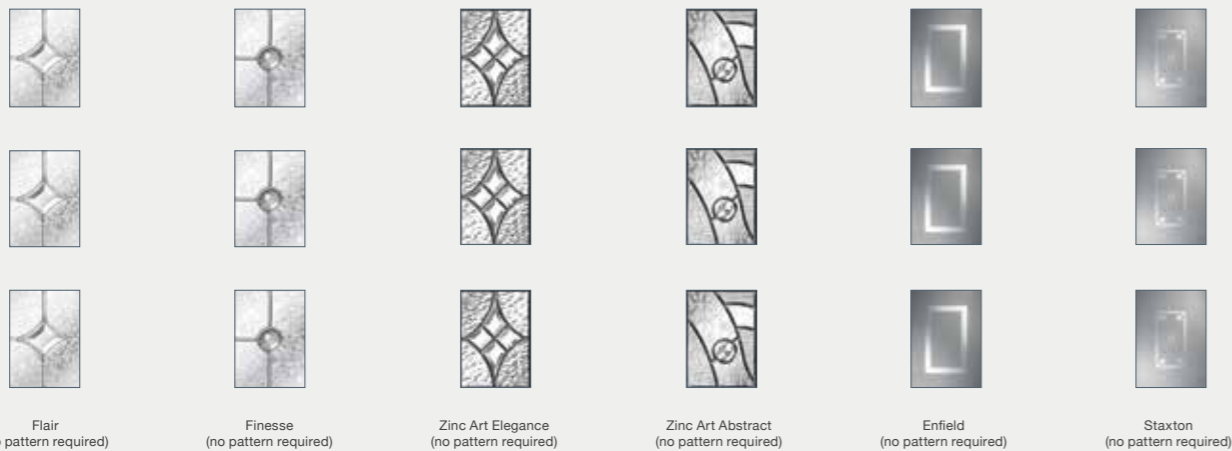 Flair
pattern required)
Finesse
(no pattern required)
Zinc Art Elegance
(no pattern required)
Zinc Art Abstract
(no pattern required)
Enfield
(no pattern required)
Staxton
(no pattern required)